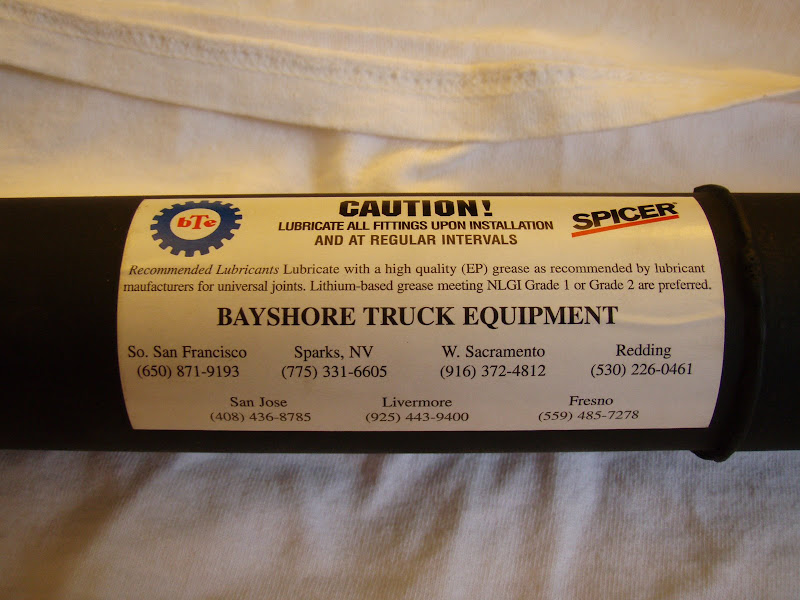 bTe
CAUTION!
LUBRICATE ALL FITTINGS UPON INSTALLATION
AND AT REGULAR INTERVALS
SPICER®
Recommended Lubricants Lubricate with a high quality (EP) grease as recommended by lubricant
maufacturers for universal joints. Lithium-based grease meeting NLGI Grade 1 or Grade 2 are preferred.
BAYSHORE TRUCK EQUIPMENT
So. San Francisco Sparks, NV W. Sacramento Redding
(650) 871-9193 (775) 331-6605 (916) 372-4812 (530) 226-0461
San Jose Livermore Fresno
(408) 436-8785 (925) 443-9400 (559) 485-7278